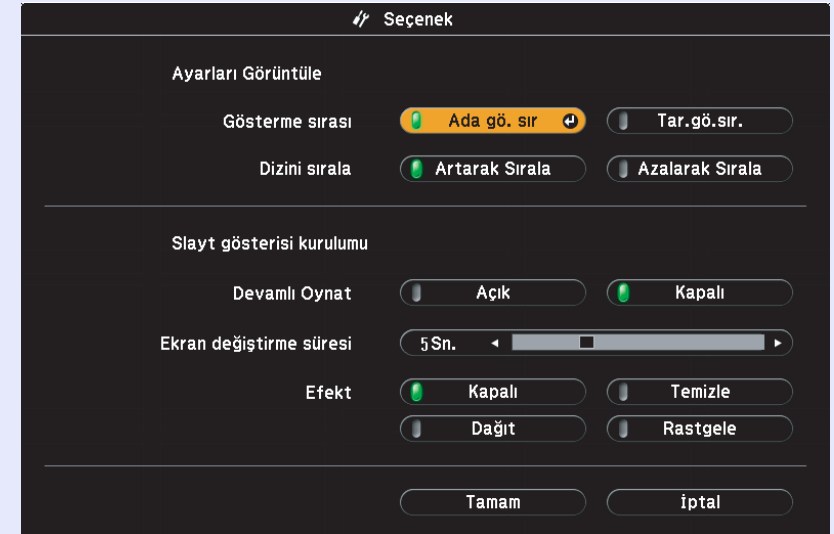 Seçenek
Ayarları Görüntüle
Gösterme sırası Ada gö. sır Tar.gö.sır.
Dizini sırala Artarak Sırala Azalarak Sırala
Slayt gösterisi kurulumu
Devamlı Oynat Açık Kapalı
Ekran değiştirme süresi 5Sn.
Efekt Kapalı Temizle
Dağıt Rastgele
Tamam İptal